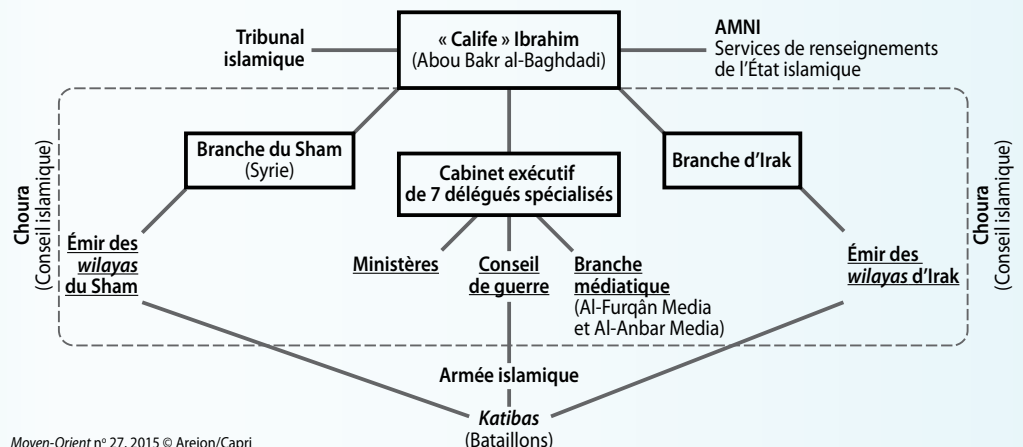 Tribunal
islamique
« Calife » Ibrahim
(Abou Bakr al-Baghdadi)
AMNI
Services de renseignements
de l'État islamique
Choura
(Conseil islamique)
Branche du Sham
(Syrie)
Cabinet exécutif
de 7 délégués spécialisés
Branche d'Irak
Choura
(Conseil islamique)
Émir des
wilayas
du Sham
Ministères
Conseil
de guerre
Branche
médiatique
(Al-Furqân Media
et Al-Anbar Media)
Émir des
wilayas d'Irak
Armée islamique
Katibas
(Bataillons)
Moyen-Orient nº 27, 2015 © Areion/Capri